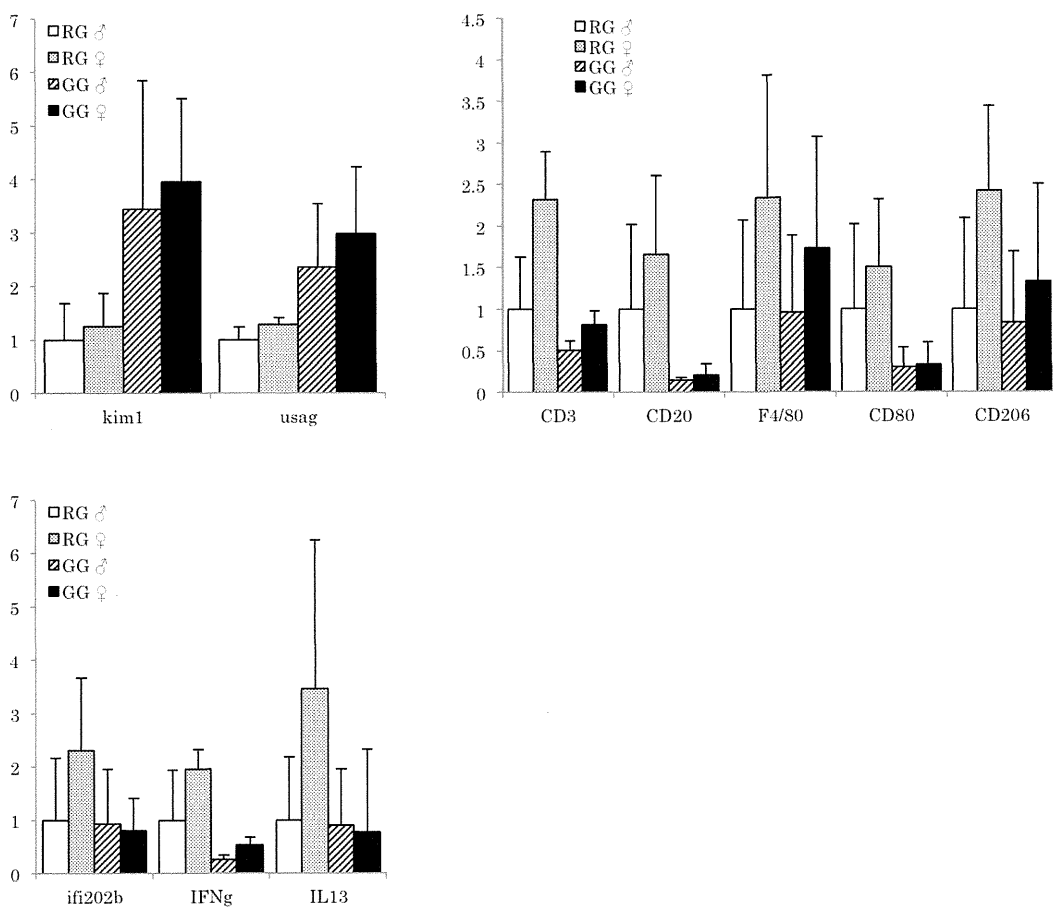 7
6
5
4
3
2
1
0
RG ♂
RG ♀
GG ♂
GG ♀
kim1 usag
4.5
4
3.5
3
2.5
2
1.5
1
0.5
0
RG ♂
RG ♀
GG ♂
GG ♀
CD3 CD20 F4/80 CD80 CD206
7
6
5
4
3
2
1
0
RG ♂
RG ♀
GG ♂
GG ♀
ifi202b IFNg IL13